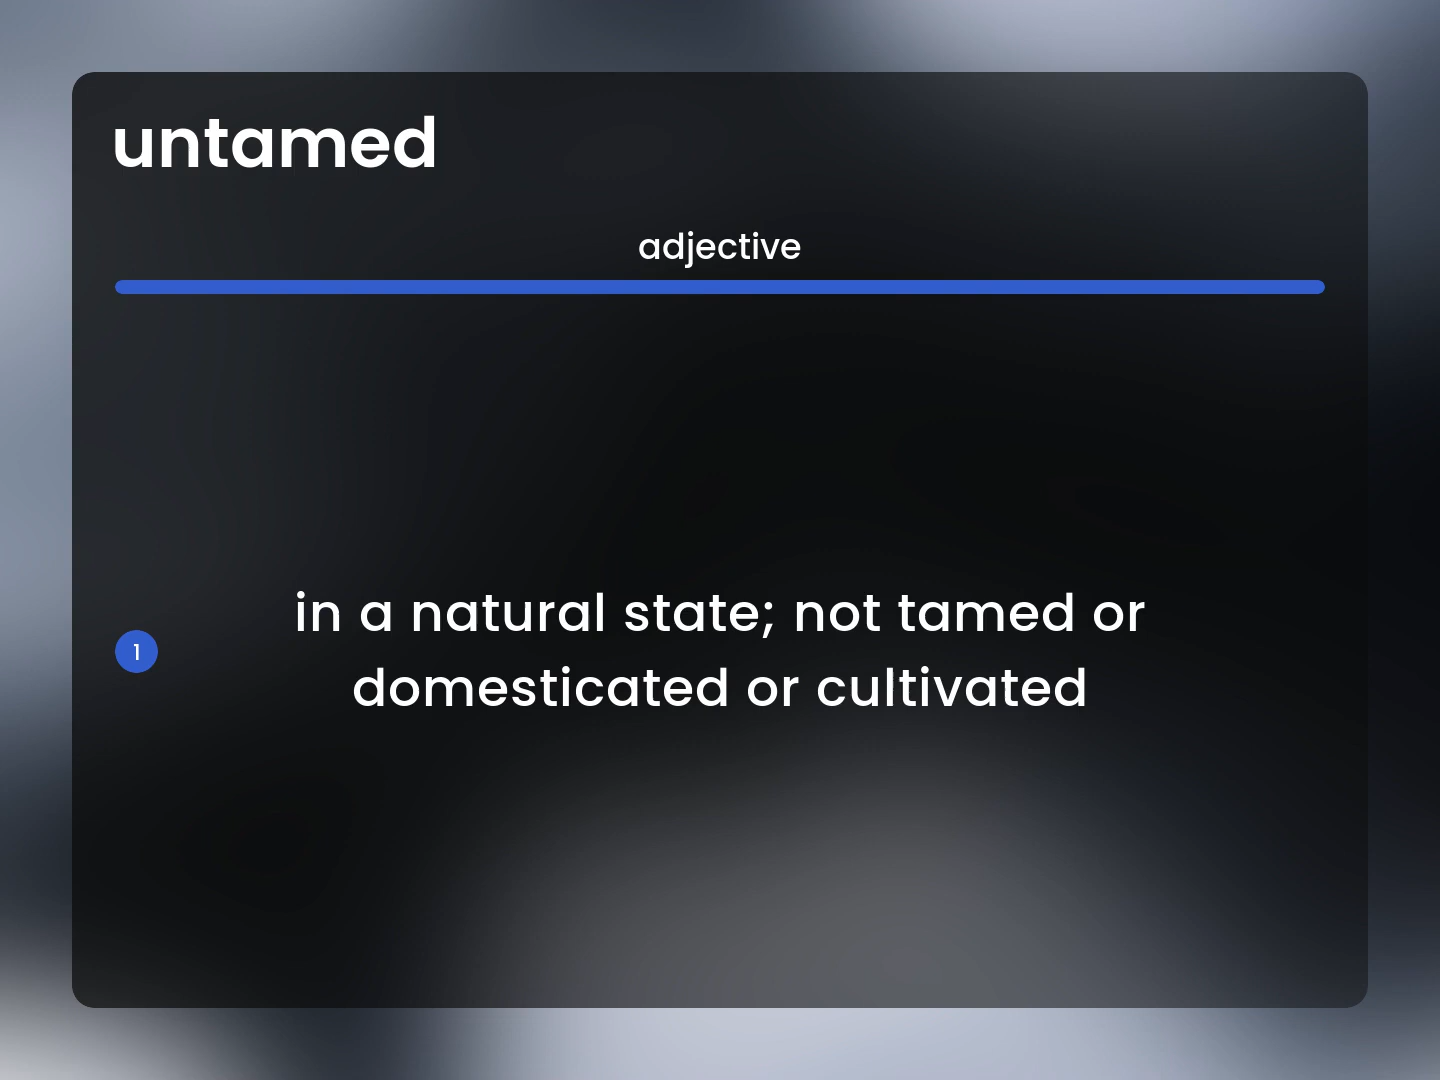 untamed
adjective
1
in a natural state; not tamed or
domesticated or cultivated